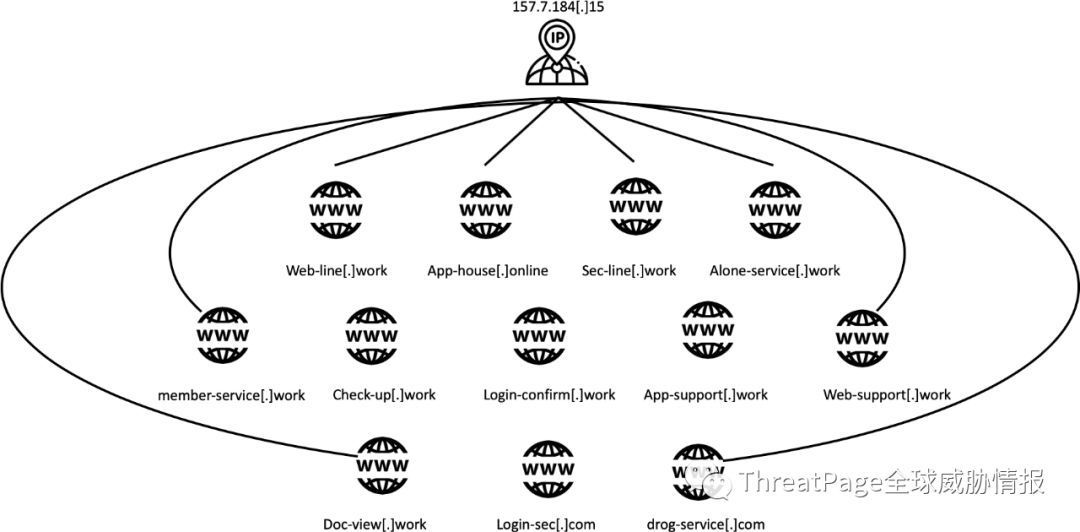 157.7.184[.]15
IP
www www www www
Web-line[.]work App-house[.]online Sec-line[.]work Alone-service[.]work
www www www www www
member-service[.]work Check-up[.]work Login-confirm[.]work App-support[.]work Web-support[.]work
www www www
ThreatPage全球威胁情报
Doc-view[.]work Login-sec[.]com drog-service[.]com